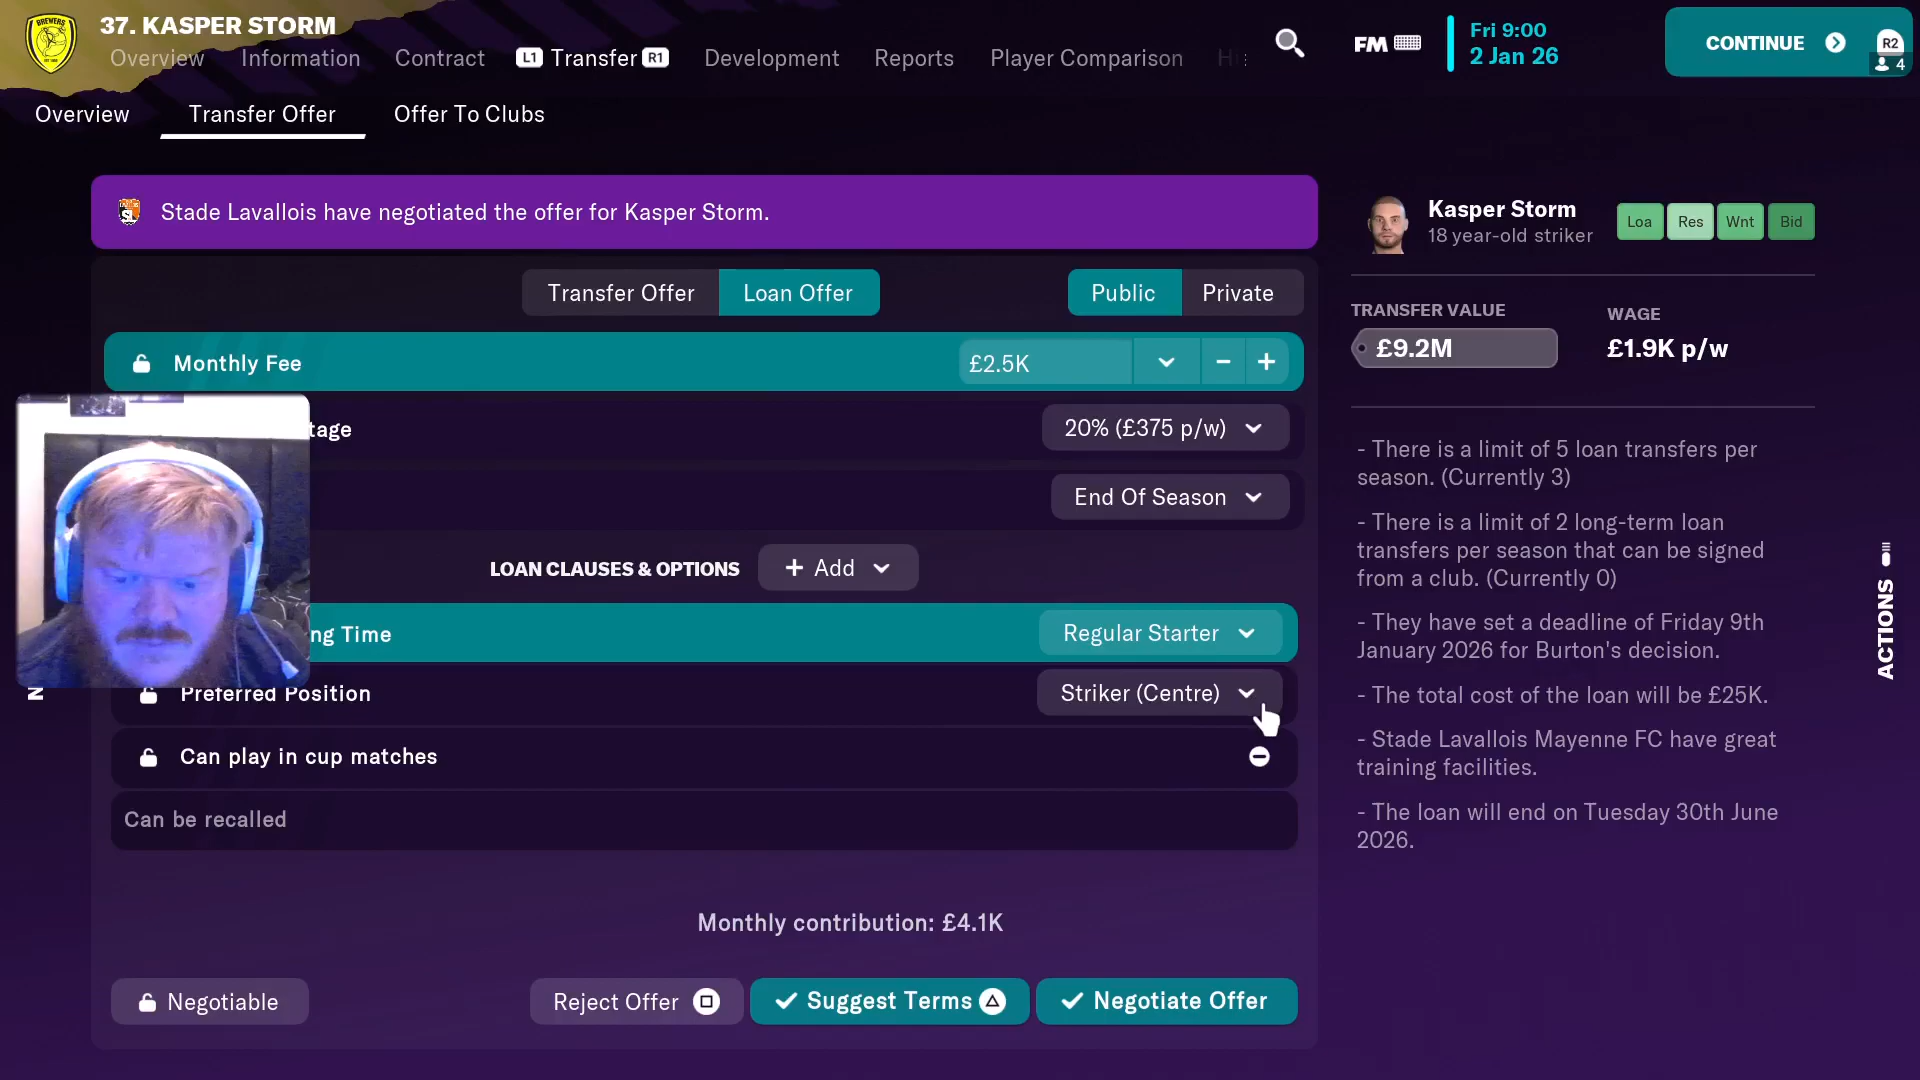 37. KASPER STORM
Overview Information Contract L1 Transfer R1 Development Reports Player Comparison
FM
Fri 9:00
2 Jan 26
CONTINUE R2
4
BREWERS
Overview Transfer Offer Offer To Clubs
Stade Lavallois have negotiated the offer for Kasper Storm.
Transfer Offer Loan Offer Public Private
Monthly Fee £2.5K
tage 20% (£375 p/w)
End Of Season
LOAN CLAUSES & OPTIONS + Add
ng Time Regular Starter
Preferred Position Striker (Centre)
Can play in cup matches
Can be recalled
Monthly contribution: £4.1K
Negotiable Reject Offer Suggest Terms Negotiate Offer
N
Kasper Storm
18 year-old striker
Loa Res Wnt Bid
TRANSFER VALUE WAGE
£9.2M £1.9K p/w
- There is a limit of 5 loan transfers per
season. (Currently 3)
- There is a limit of 2 long-term loan
transfers per season that can be signed
from a club. (Currently 0)
- They have set a deadline of Friday 9th
January 2026 for Burton's decision.
- The total cost of the loan will be £25K.
- Stade Lavallois Mayenne FC have great
training facilities.
- The loan will end on Tuesday 30th June
2026.
ACTIONS